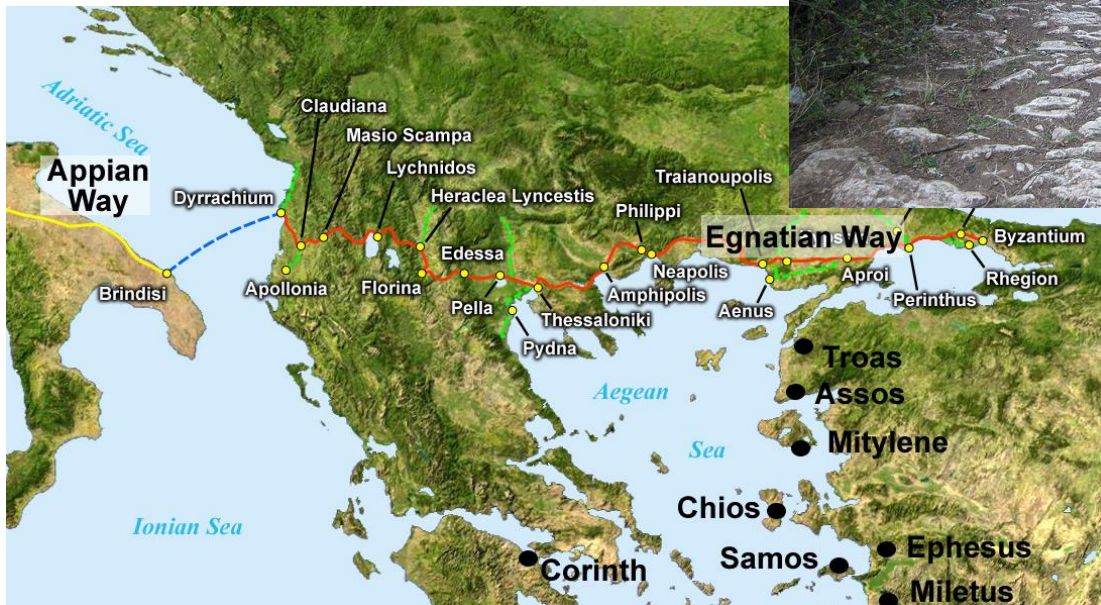 Adriatic Sea
Appian
Way
Claudiana
Masio Scampa
Lychnidos
Heraclea Lyncestis
Dyrrachium
Traianoupolis
Philippi
Egnatian Way
Byzantium
Brindisi
Apollonia
Florina
Edessa
Pella
Thessaloniki
Pydna
Amphipolis
Neapolis
Aenus
Aproi
Perinthus
Rhegion
Troas
Assos
Aegean
Sea
Mitylene
Chios
Samos
Ephesus
Miletus
Ionian Sea
Corinth